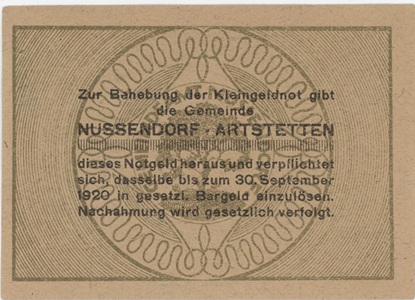 Zur Bahebung der Kleingeldnot gibt
die Gemeinde
NUSSENDORF - ARTSTETTEN
dieses Notgeld heraus und verpflichtet
sich, dasselbe bis zum 30. September
1920 in gesetzl. Bargeld einzulösen.
Nachahmung wird gesetzlich verfolgt.